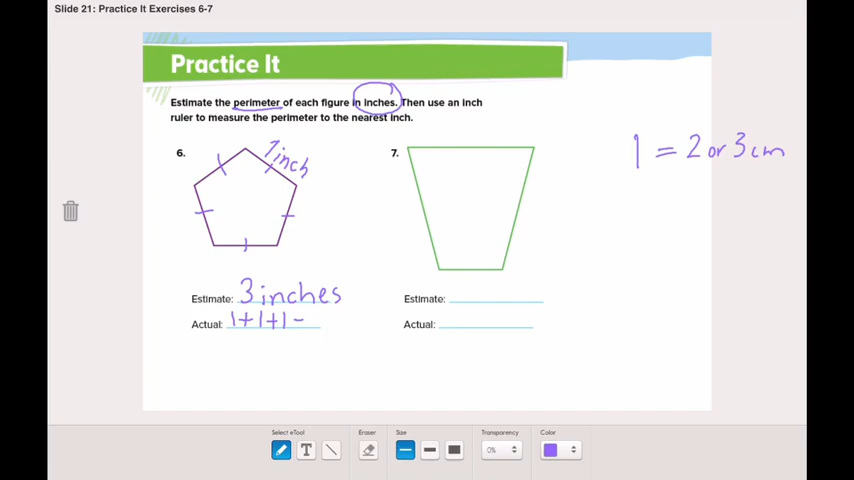 Slide 21: Practice It Exercises 6-7
Practice It
Estimate the perimeter of each figure in inches. Then use an inch
ruler to measure the perimeter to the nearest inch.
6.
1inch
7.
1 = 2 or 3 cm
Estimate: 3 inches
Actual: 1+1+1-
Estimate:
Actual:
Select eTool
Eraser
Size
Transparency
Color
T
0%